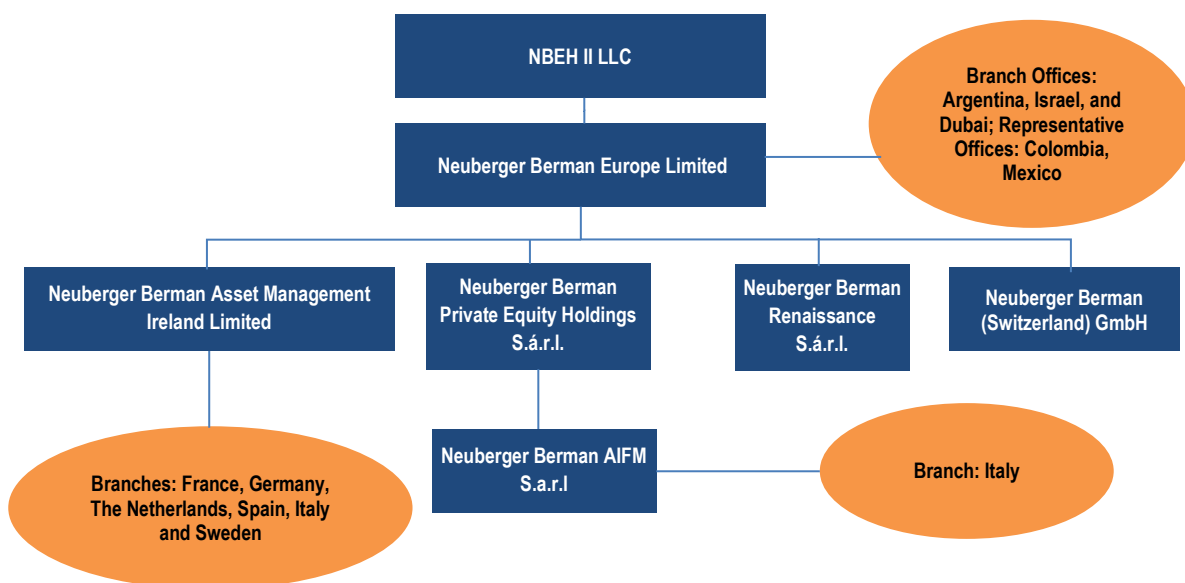 NBEH II LLC
Branch Offices:
Argentina, Israel, and
Dubai; Representative
Offices: Colombia,
Mexico
Neuberger Berman Europe Limited
Neuberger Berman Asset Management
Ireland Limited
Neuberger Berman
Private Equity Holdings
S.á.r.l.
Neuberger Berman
Renaissance
S.á.r.l.
Neuberger Berman
(Switzerland) GmbH
Neuberger Berman AIFM
S.a.r.l
Branch: Italy
Branches: France, Germany,
The Netherlands, Spain, Italy
and Sweden